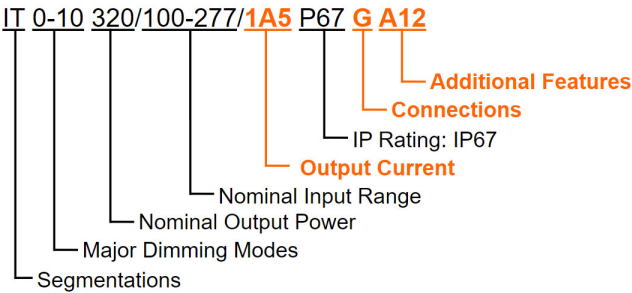 IT 0-10 320/100-277/1A5 P67 G A12
Additional Features
Connections
IP Rating: IP67
Output Current
Nominal Input Range
Nominal Output Power
Major Dimming Modes
Segmentations